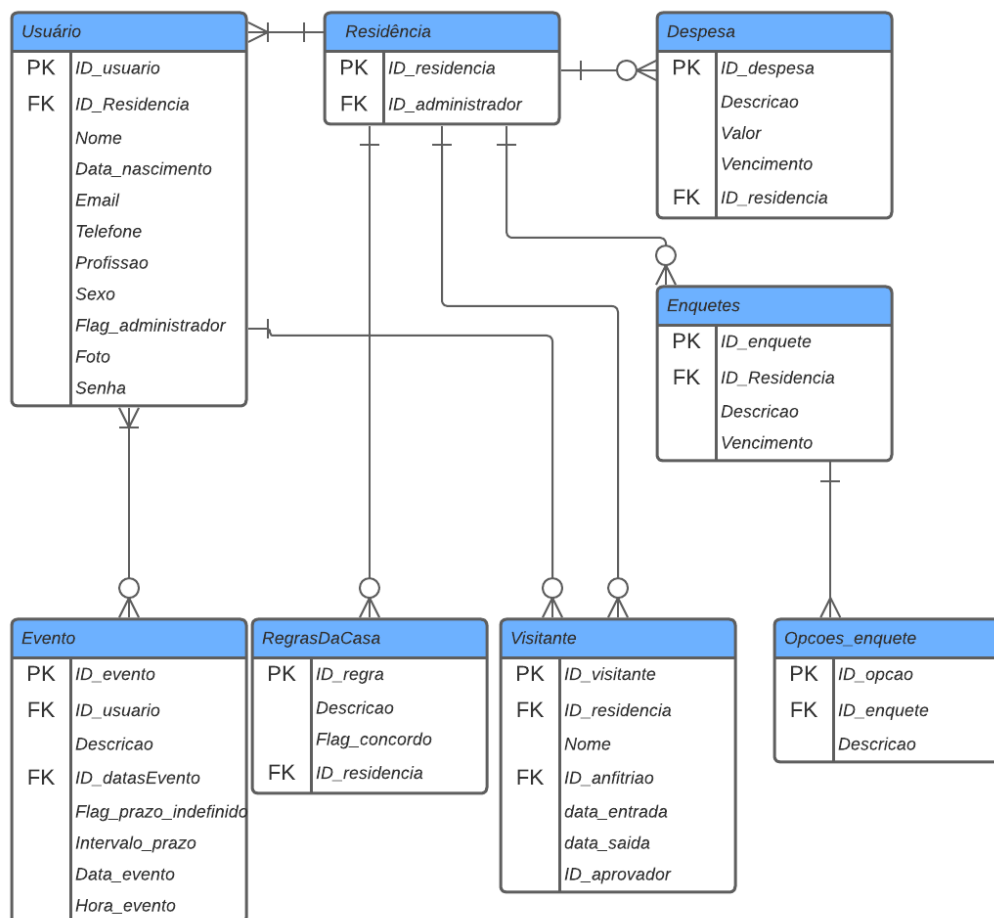 Usuário
PK ID_usuario
FK ID_Residencia
Nome
Data_nascimento
Email
Telefone
Profissao
Sexo
Flag_administrador
Foto
Senha
Residência
PK ID_residencia
FK ID_administrador
Despesa
PK ID_despesa
Descricao
Valor
Vencimento
FK ID_residencia
Enquetes
PK ID_enquete
FK ID_Residencia
Descricao
Vencimento
Evento
PK ID_evento
FK ID_usuario
Descricao
FK ID_datasEvento
Flag_prazo_indefinido
Intervalo_prazo
Data_evento
Hora_evento
RegrasDaCasa
PK ID_regra
Descricao
Flag_concordo
FK ID_residencia
Visitante
PK ID_visitante
FK ID_residencia
Nome
FK ID_anfitriao
data_entrada
data_saida
ID_aprovador
Opcoes_enquete
PK ID_opcao
FK ID_enquete
Descricao